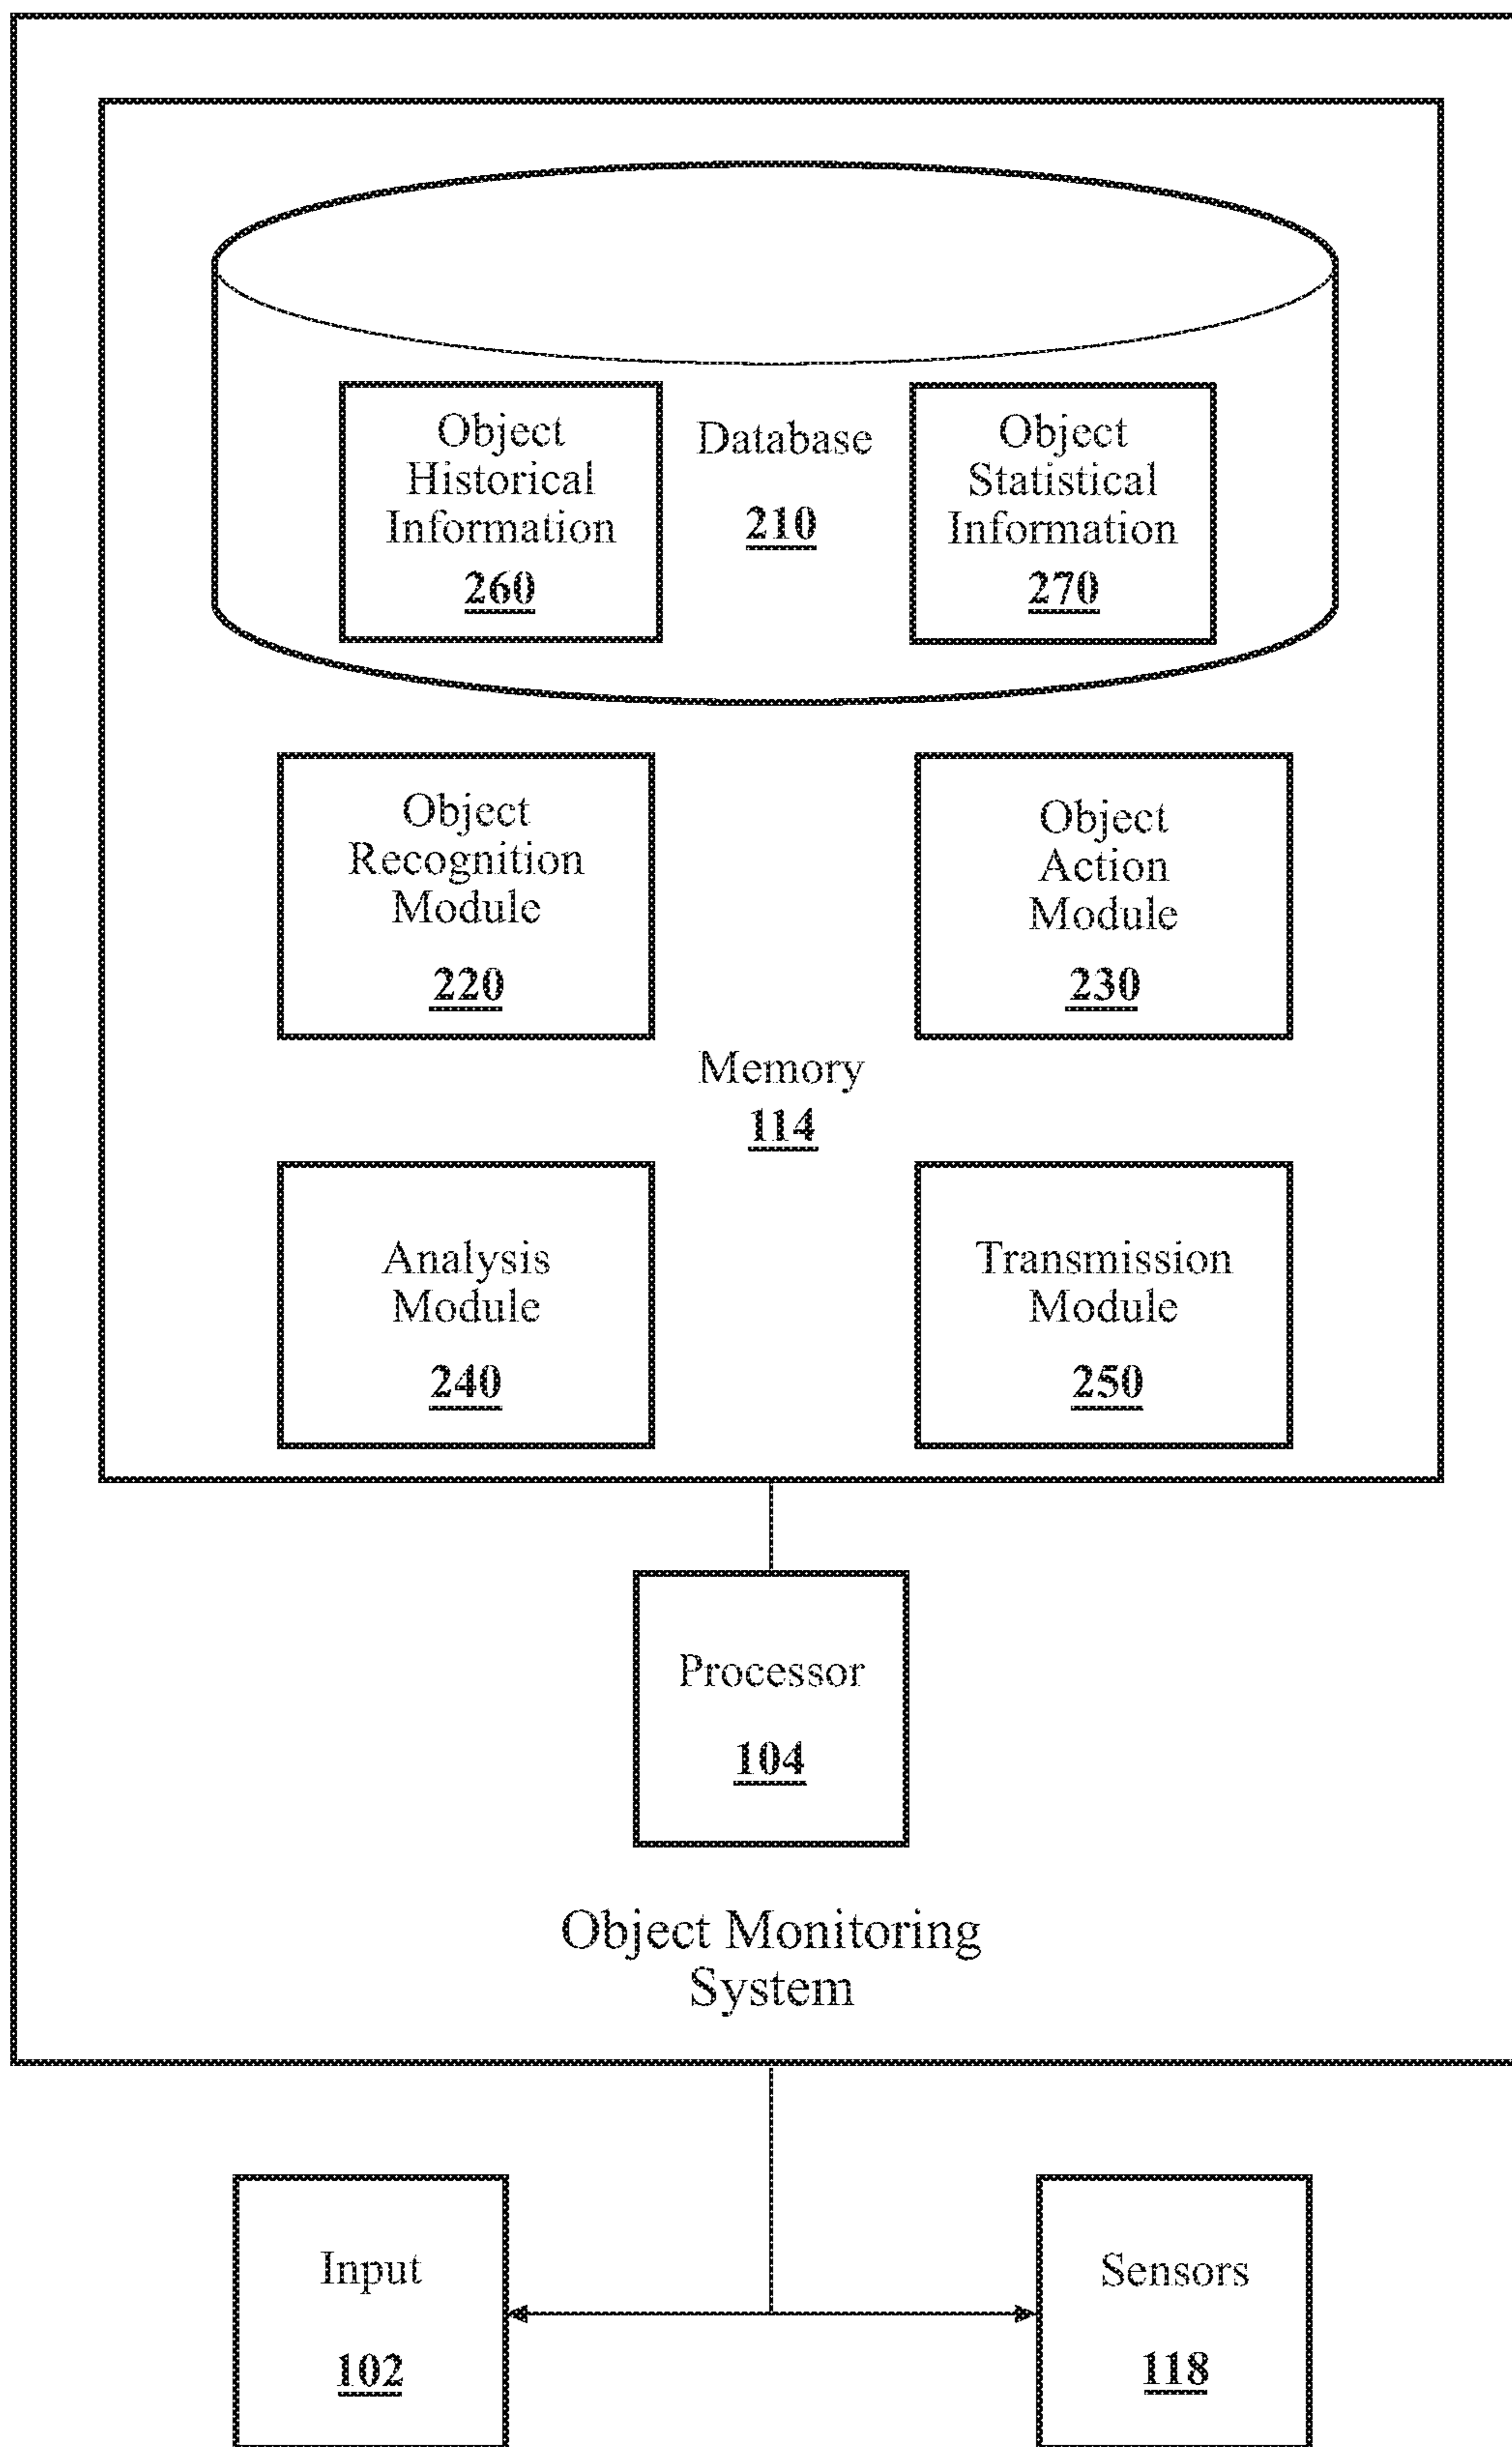 Object
Historical
Information
260
Database
210
Object
Statistical
Information
270
Object
Recognition
Module
220
Object
Action
Module
230
Memory
114
Analysis
Module
240
Transmission
Module
250
Processor
104
Object Monitoring
System
Input
102
Sensors
118